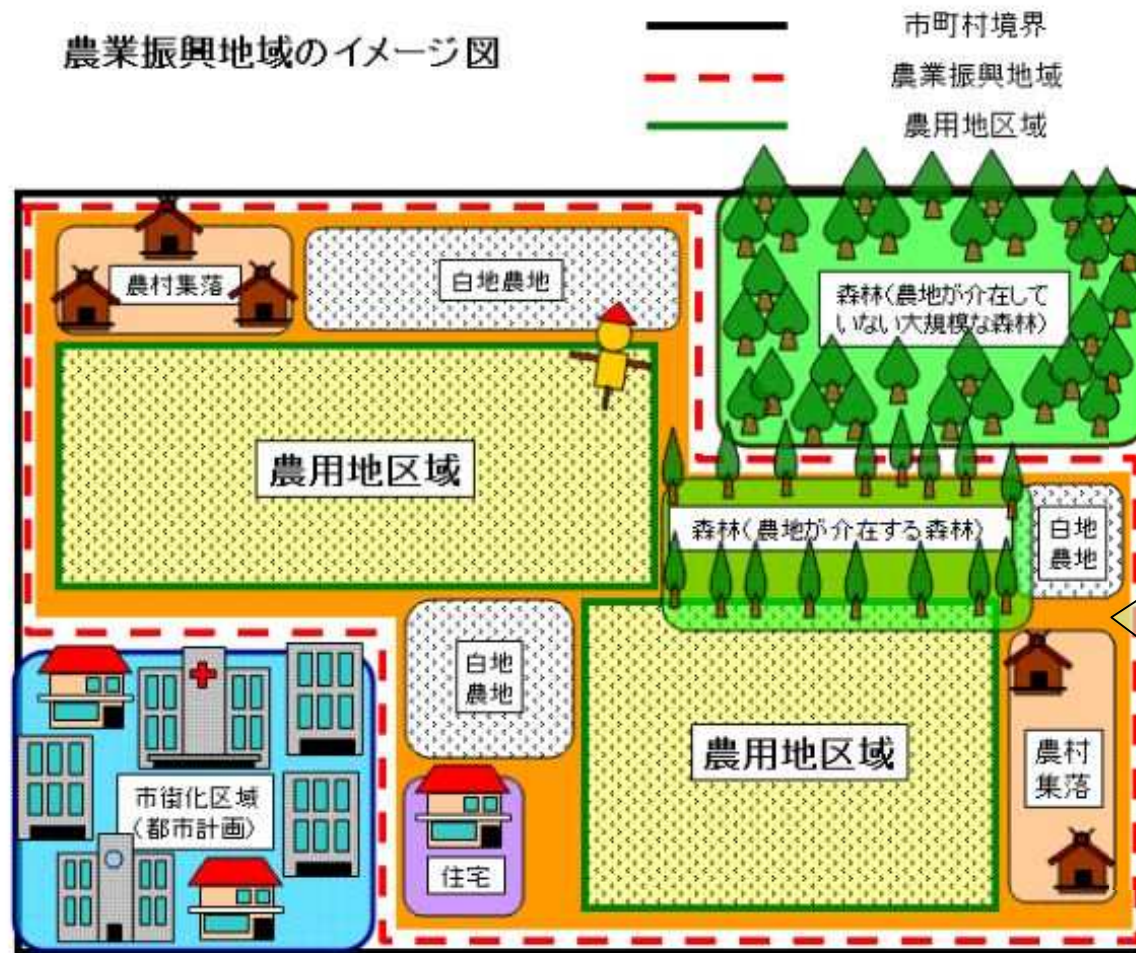 農業振興地域のイメージ図
市町村境界
農業振興地域
農用地区域
農村集落
白地農地
森林(農地が介在して
いない大規模な森林)
農用地区域
森林(農地が介在する森林)
白地
農地
白地
農地
農用地区域
農村
集落
市街化区域
(都市計画)
住宅